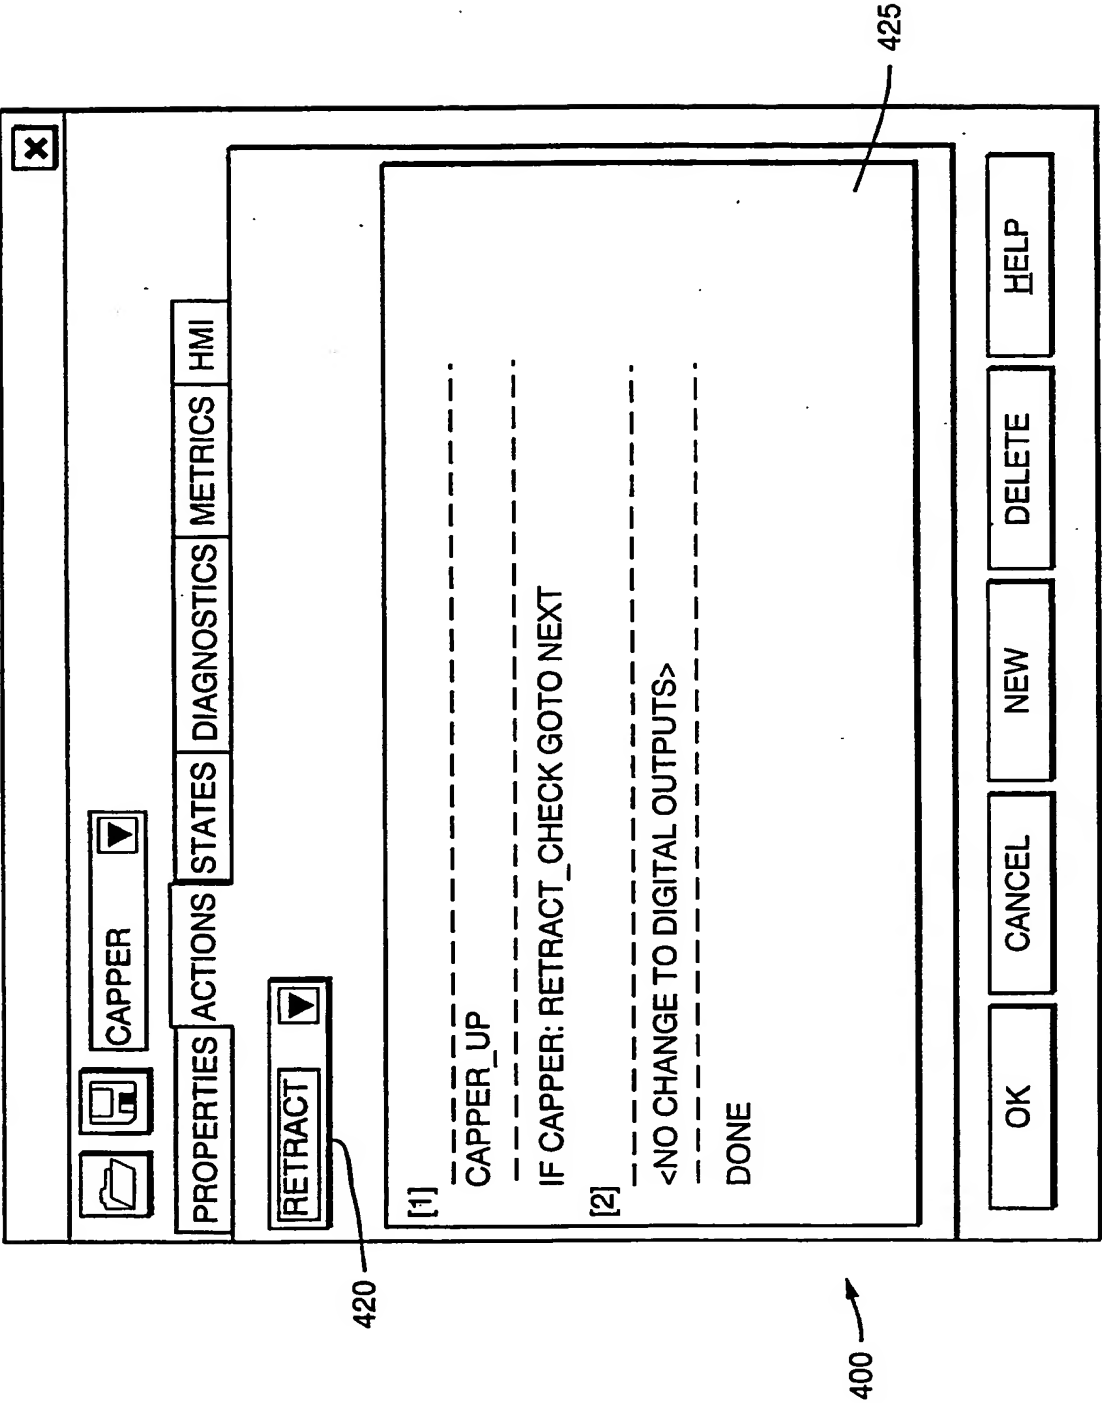 CAPPER
PROPERTIES ACTIONS STATES DIAGNOSTICS METRICS HMI
RETRACT
420
[1]
CAPPER_UP
IF CAPPER: RETRACT_CHECK GOTO NEXT
[2]
<NO CHANGE TO DIGITAL OUTPUTS>
DONE
425
OK CANCEL NEW DELETE HELP
400